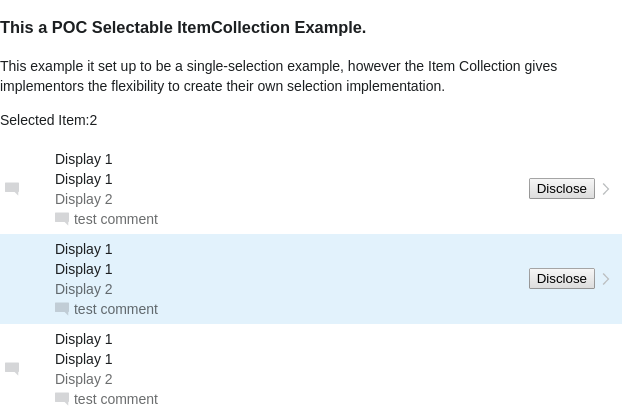 This a POC Selectable ItemCollection Example.
This example it set up to be a single-selection example, however the Item Collection gives
implementors the flexibility to create their own selection implementation.
Selected Item:2
Display 1
Display 1
Disclose
Display 2
test comment
Display 1
Display 1
Disclose
Display 2
test comment
Display 1
Display 1
Display 2
test comment